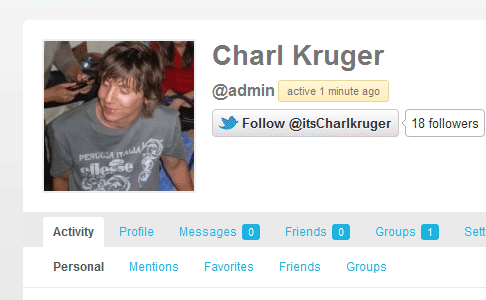 Charl Kruger
@admin active 1 minute ago
Follow @itsCharlkruger 18 followers
PERUGIA ITALIA
ellesse
Activity Profile Messages 0 Friends 0 Groups 1 Sett
Personal Mentions Favorites Friends Groups